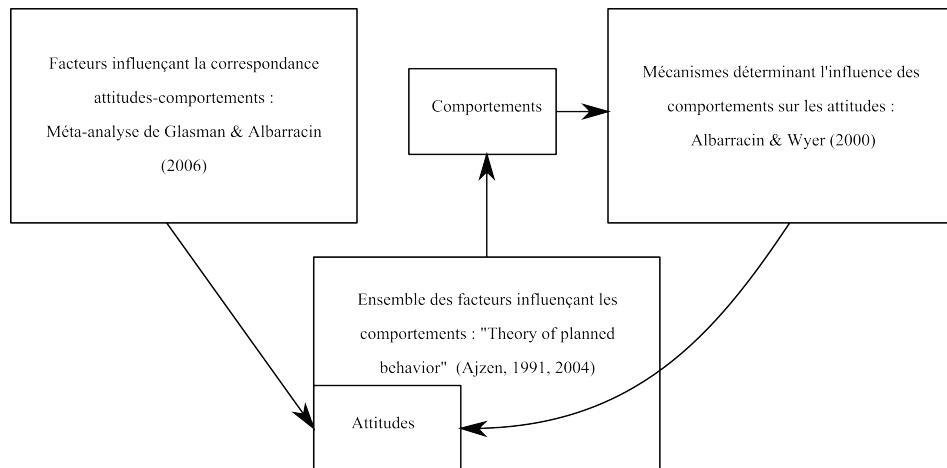 Facteurs influençant la correspondance
attitudes-comportements :
Méta-analyse de Glasman & Albarracin
(2006)
Comportements
Mécanismes déterminant l'influence des
comportements sur les attitudes :
Albarracin & Wyer (2000)
Ensemble des facteurs influençant les
comportements : "Theory of planned
behavior" (Ajzen, 1991, 2004)
Attitudes